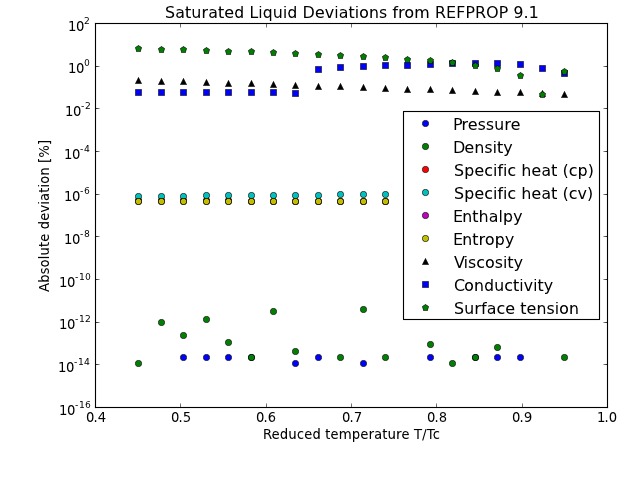 Saturated Liquid Deviations from REFPROP 9.1
Absolute deviation [%]
10^2
10^0
10^-2
10^-4
10^-6
10^-8
10^-10
10^-12
10^-14
10^-16
Pressure
Density
Specific heat (cp)
Specific heat (cv)
Enthalpy
Entropy
Viscosity
Conductivity
Surface tension
0.4 0.5 0.6 0.7 0.8 0.9 1.0
Reduced temperature T/Tc